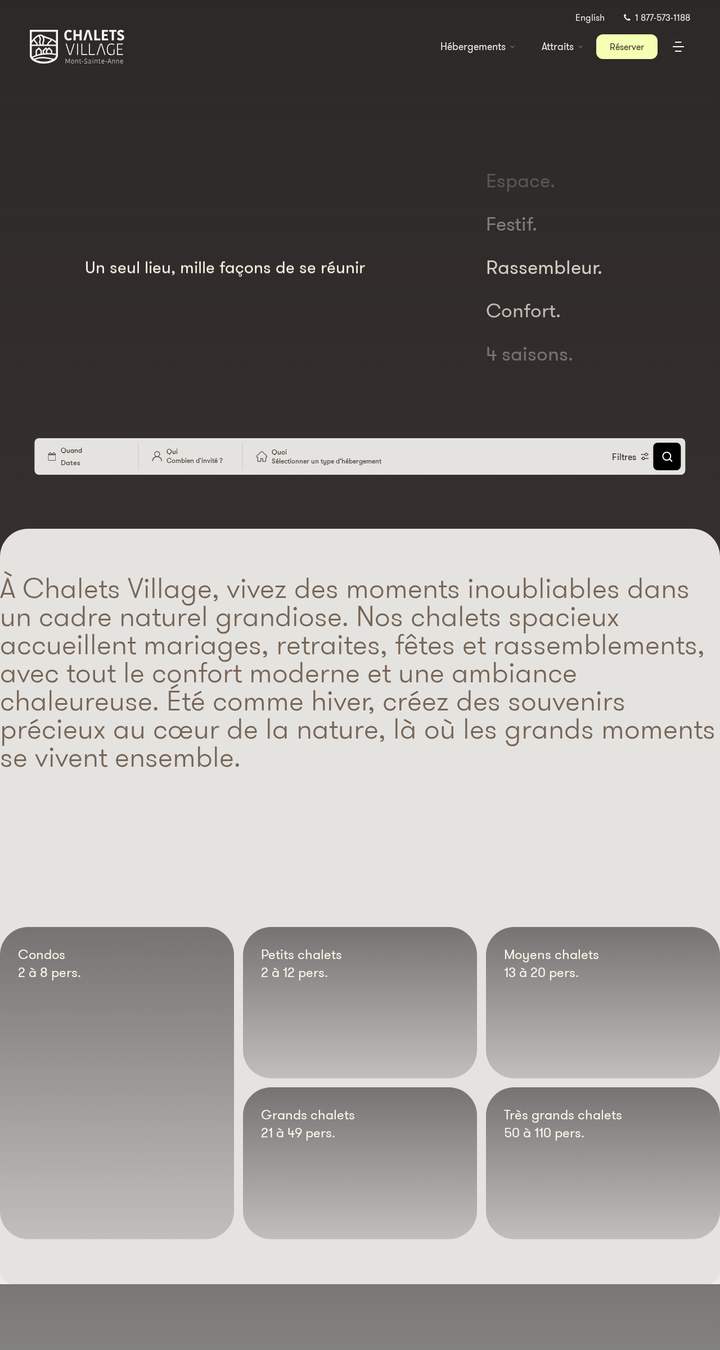 English
1 877-573-1188
CHALETS
VILLAGE
Mont-Sainte-Anne
Hébergements
Attraits
Réserver
Espace.
Festif.
Un seul lieu, mille façons de se réunir
Rassembleur.
Confort.
4 saisons.
Quand
Dates
Qui
Combien d'invité ?
Quoi
Sélectionner un type d'hébergement
Filtres
À Chalets Village, vivez des moments inoubliables dans
un cadre naturel grandiose. Nos chalets spacieux
accueillent mariages, retraites, fêtes et rassemblements,
avec tout le confort moderne et une ambiance
chaleureuse. Été comme hiver, créez des souvenirs
précieux au cœur de la nature, là où les grands moments
se vivent ensemble.
Condos
2 à 8 pers.
Petits chalets
2 à 12 pers.
Moyens chalets
13 à 20 pers.
Grands chalets
21 à 49 pers.
Très grands chalets
50 à 110 pers.